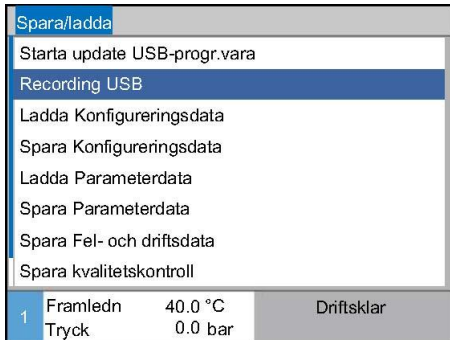 Spara/ladda
Starta update USB-progr.vara
Recording USB
Ladda Konfigureringsdata
Spara Konfigureringsdata
Ladda Parameterdata
Spara Parameterdata
Spara Fel- och driftsdata
Spara kvalitetskontroll
1 Framledn 40.0 °C Driftsklar
Tryck 0.0 bar